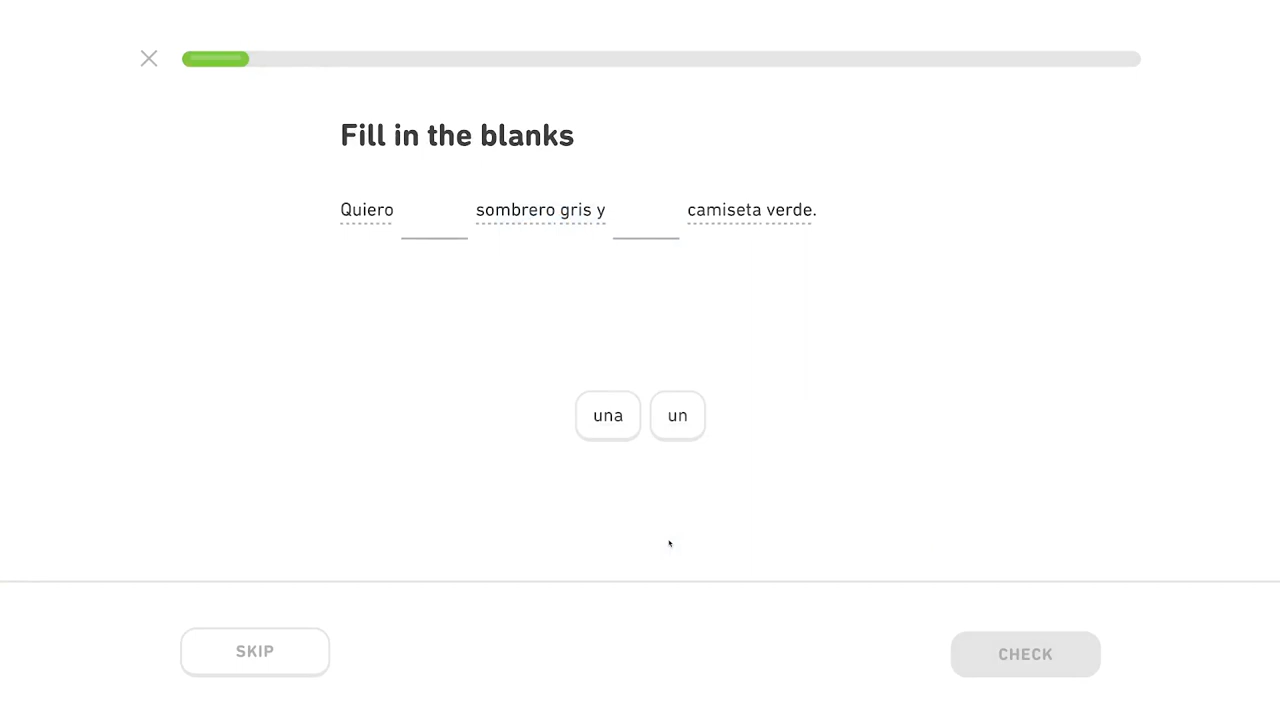 Fill in the blanks
Quiero sombrero gris y camiseta verde.
una un
SKIP CHECK